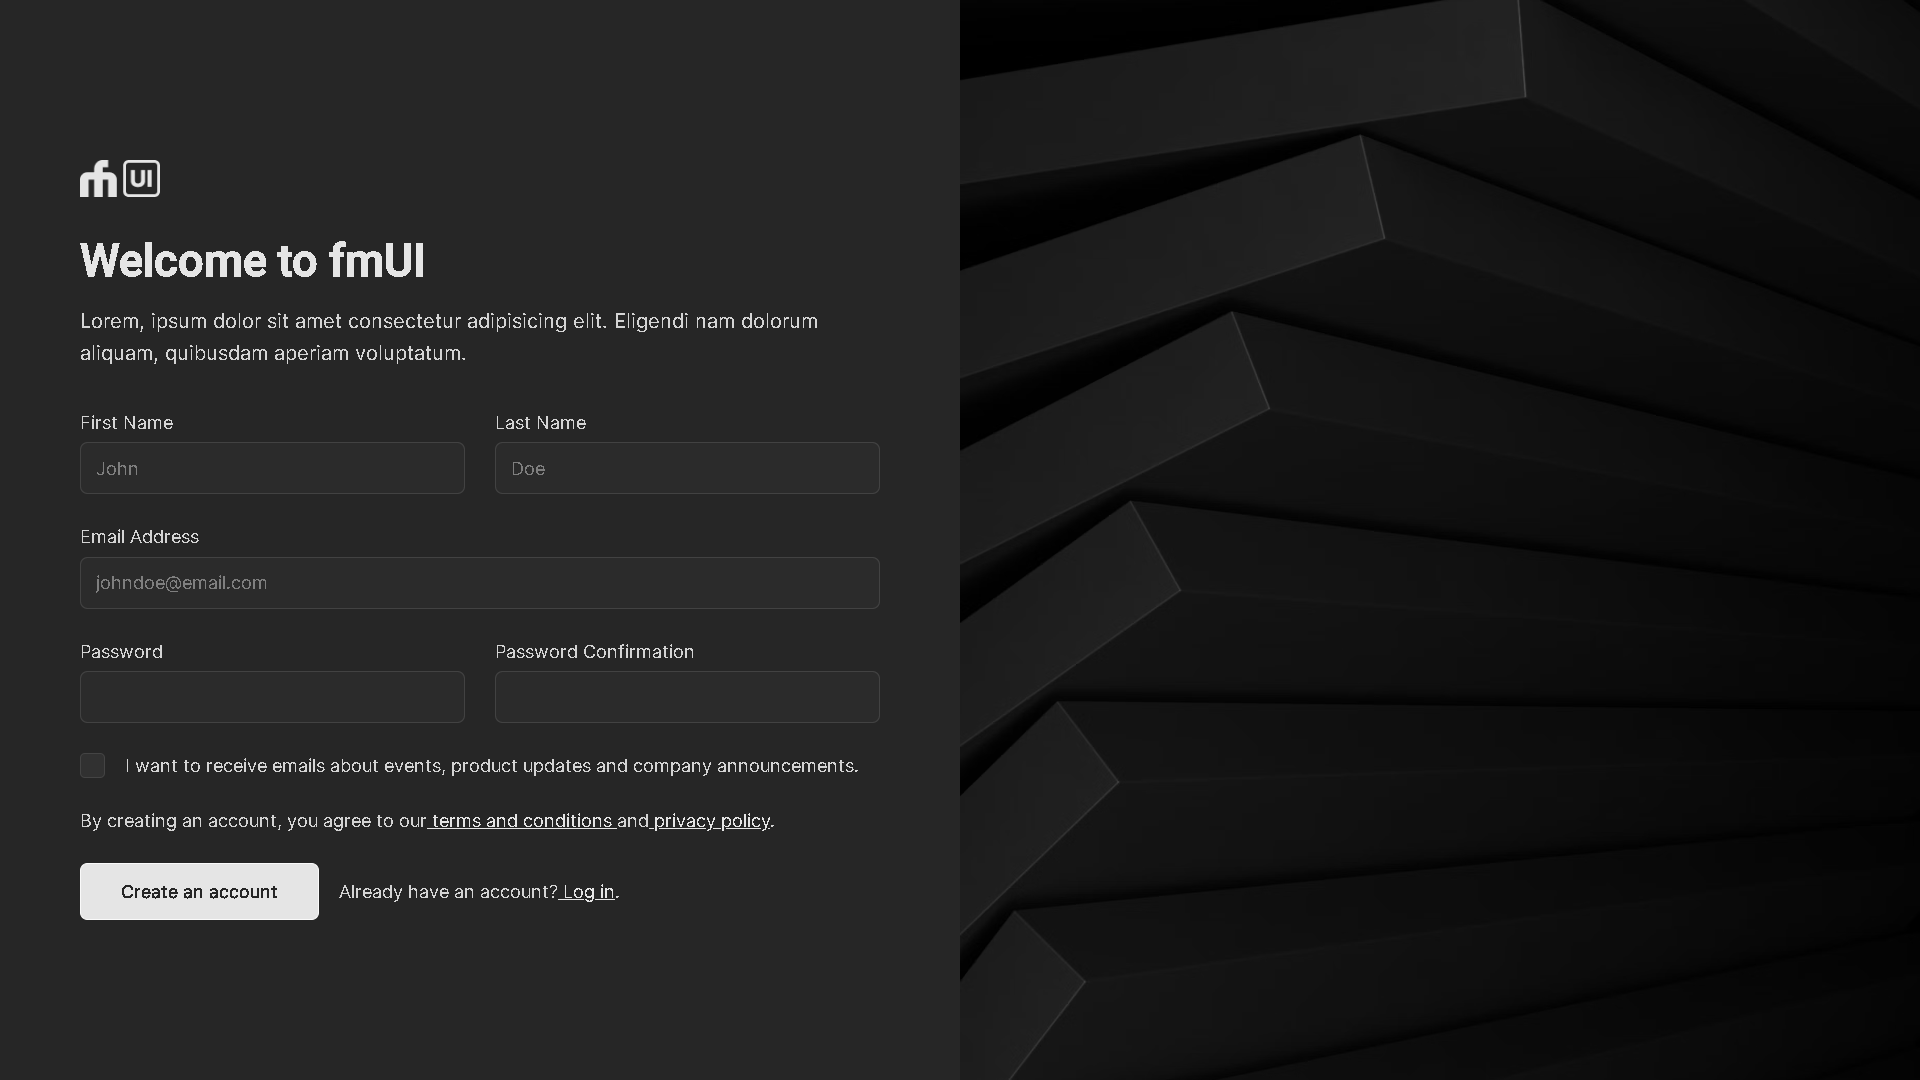 fm UI
Welcome to fmUI
Lorem, ipsum dolor sit amet consectetur adipisicing elit. Eligendi nam dolorum
aliquam, quibusdam aperiam voluptatum.
First Name
Last Name
John
Doe
Email Address
johndoe@email.com
Password
Password Confirmation
I want to receive emails about events, product updates and company announcements.
By creating an account, you agree to our terms and conditions and privacy policy.
Create an account
Already have an account? Log in.